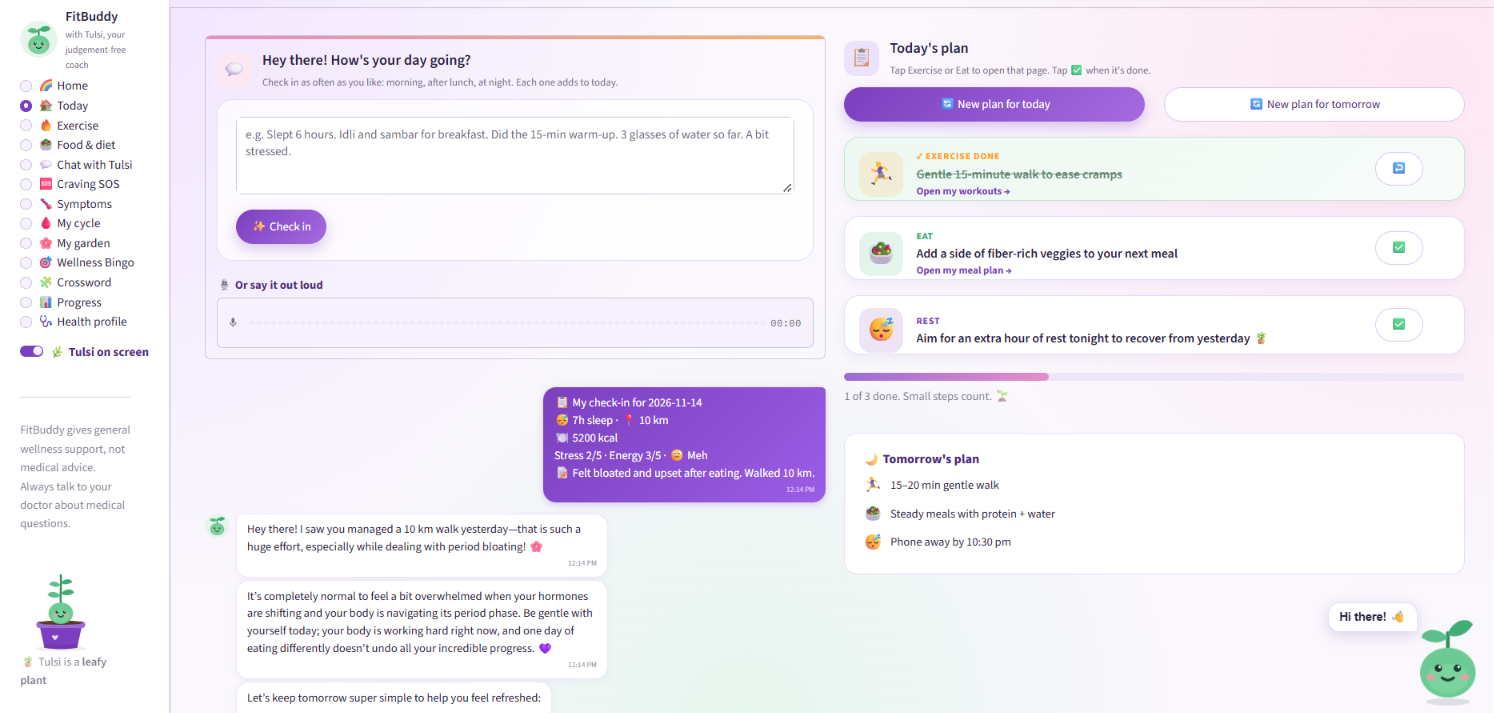 FitBuddy
with Tulsi, your
judgement-free
coach
Home
Today
Exercise
Food & diet
Chat with Tulsi
SOS Craving SOS
Symptoms
My cycle
My garden
Wellness Bingo
Crossword
Progress
Health profile
Tulsi on screen
FitBuddy gives general
wellness support, not
medical advice.
Always talk to your
doctor about medical
questions.
Tulsi is a leafy
plant
Hey there! How's your day going?
Check in as often as you like: morning, after lunch, at night. Each one adds to today.
e.g. Slept 6 hours. Idli and sambar for breakfast. Did the 15-min warm-up. 3 glasses of water so far. A bit
stressed.
✨ Check in
Or say it out loud
00:00
My check-in for 2026-11-14
😴 7h sleep · 📍 10 km
🍽️ 5200 kcal
Stress 2/5 · Energy 3/5 · 😐 Meh
📝 Felt bloated and upset after eating. Walked 10 km.
12:14 PM
Hey there! I saw you managed a 10 km walk yesterday—that is such a
huge effort, especially while dealing with period bloating! 🌸
12:14 PM
It's completely normal to feel a bit overwhelmed when your hormones
are shifting and your body is navigating its period phase. Be gentle with
yourself today; your body is working hard right now, and one day of
eating differently doesn't undo all your incredible progress. 💜
12:14 PM
Let's keep tomorrow super simple to help you feel refreshed:
Today's plan
Tap Exercise or Eat to open that page. Tap ✅ when it's done.
🔄 New plan for today
🔄 New plan for tomorrow
✓ EXERCISE DONE
Gentle 15-minute walk to ease cramps
Open my workouts →
EAT
Add a side of fiber-rich veggies to your next meal
Open my meal plan →
REST
Aim for an extra hour of rest tonight to recover from yesterday 🪴
1 of 3 done. Small steps count. 🌱
🌙 Tomorrow's plan
15–20 min gentle walk
Steady meals with protein + water
Phone away by 10:30 pm
Hi there! 👋